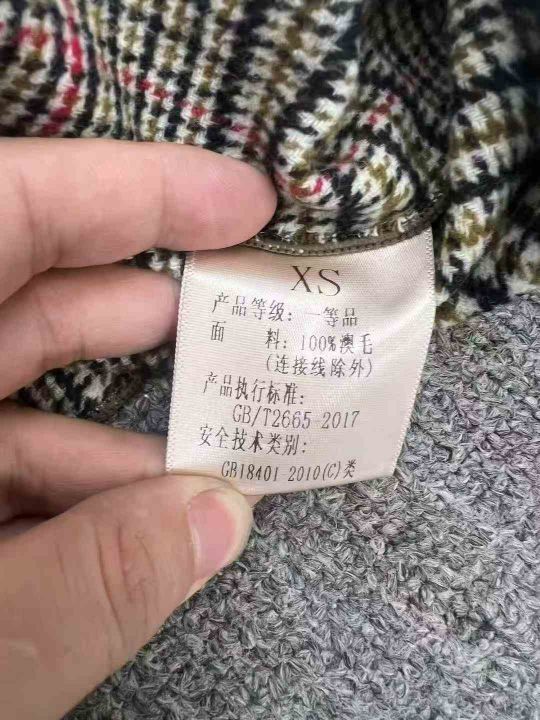 XS
产品等级: 一等品
面 料: 100%澳毛
(连接线除外)
产品执行标准:
GB/T2665-2017
安全技术类别:
GB18401-2010(C)类